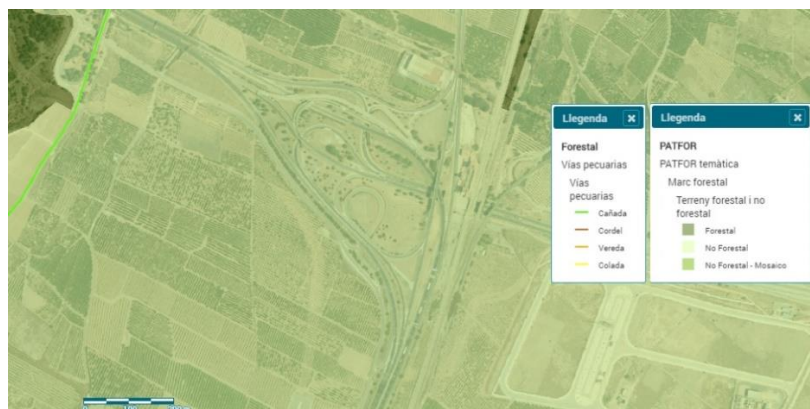 Llegenda
Forestal
Vías pecuarias
Vías
pecuarias
Cañada
Cordel
Vereda
Colada
Llegenda
PATFOR
PATFOR temàtica
Marc forestal
Terreny forestal i no
forestal
Forestal
No Forestal
No Forestal - Mosaico